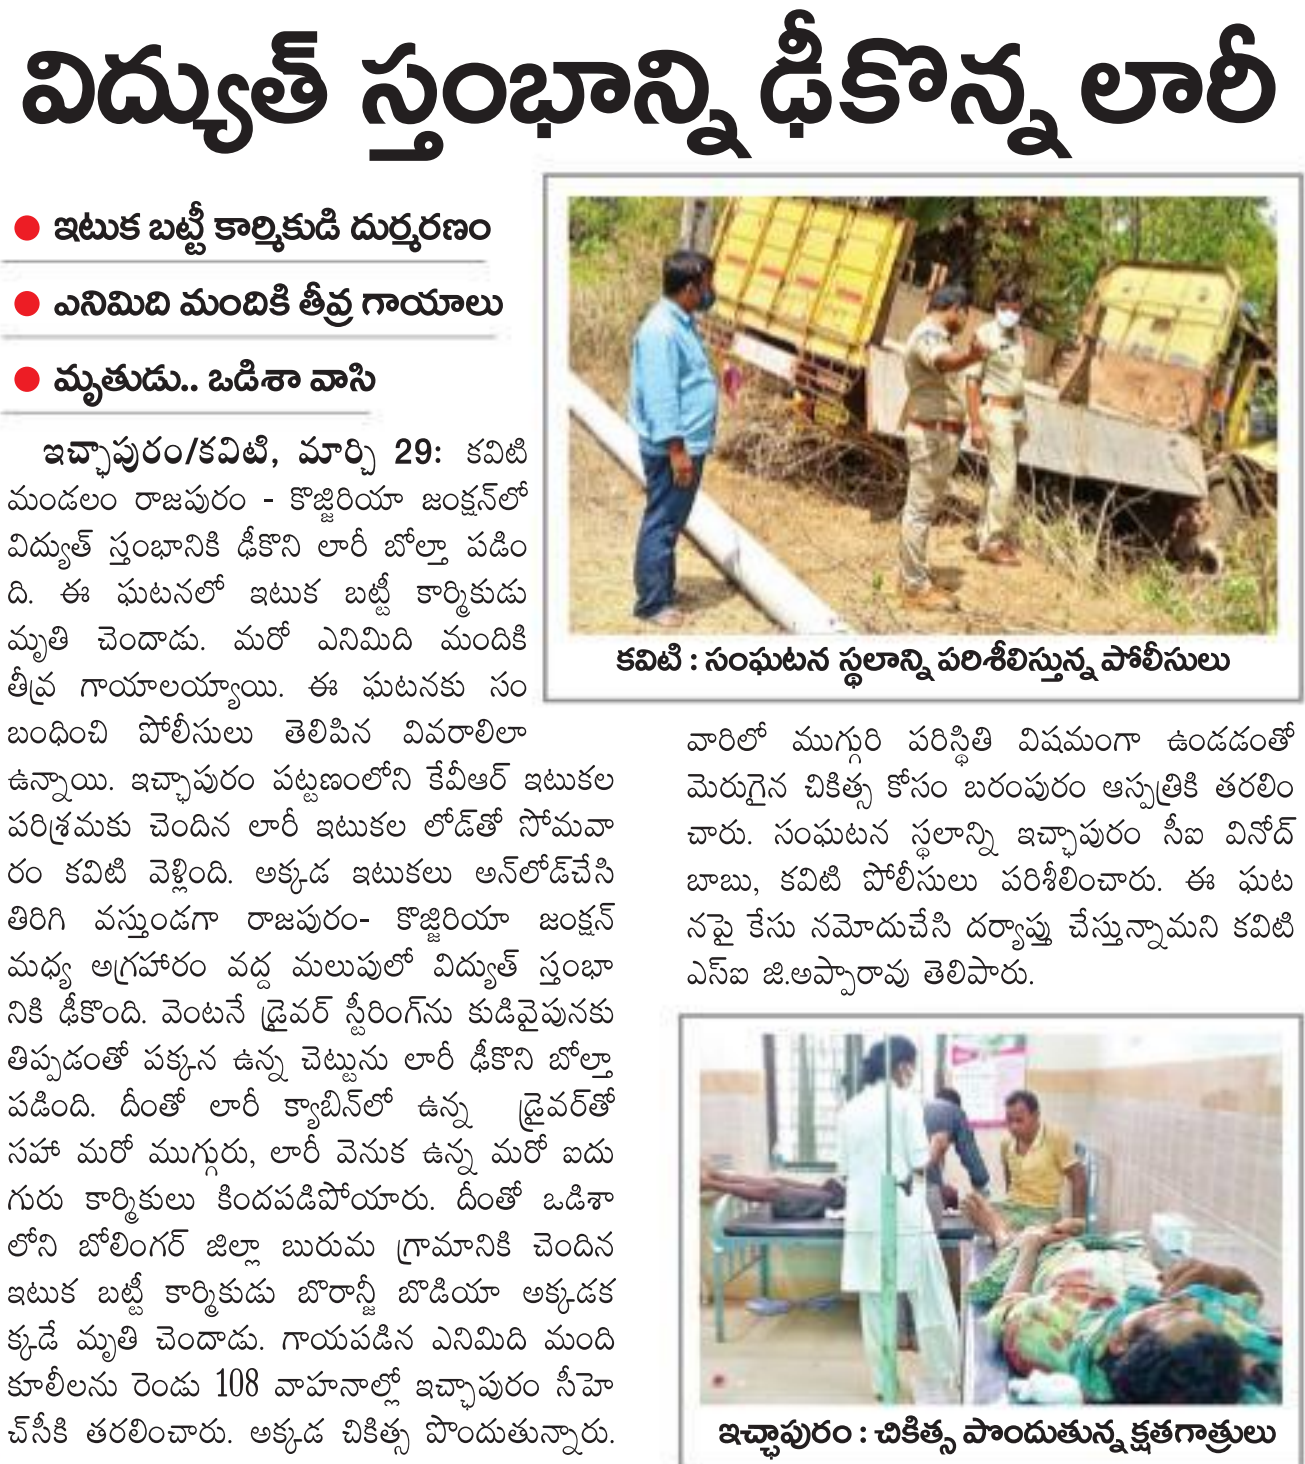 విద్యుత్ స్తంభాన్ని ఢీకొన్న లారీ
● ఇటుక బట్టీ కార్మికుడి దుర్మరణం
● ఎనిమిది మందికి తీవ్ర గాయాలు
● మృతుడు.. ఒడిశా వాసి
ఇచ్ఛాపురం/కవిటి, మార్చి 29: కవిటి
మండలం రాజపురం - కొజ్జిరియా జంక్షన్‌లో
విద్యుత్ స్తంభానికి ఢీకొని లారీ బోల్తా పడిం
ది. ఈ ఘటనలో ఇటుక బట్టీ కార్మికుడు
మృతి చెందాడు. మరో ఎనిమిది మందికి
తీవ్ర గాయాలయ్యాయి. ఈ ఘటనకు సం
బంధించి పోలీసులు తెలిపిన వివరాలిలా
ఉన్నాయి. ఇచ్ఛాపురం పట్టణంలోని కేవీఆర్ ఇటుకల
పరిశ్రమకు చెందిన లారీ ఇటుకల లోడ్‌తో సోమవా
రం కవిటి వెళ్లింది. అక్కడ ఇటుకలు అన్‌లోడ్‌చేసి
తిరిగి వస్తుండగా రాజపురం- కొజ్జిరియా జంక్షన్
మధ్య అగ్రహారం వద్ద మలుపులో విద్యుత్ స్తంభా
నికి ఢీకొంది. వెంటనే డ్రైవర్ స్టీరింగ్‌ను కుడివైపునకు
తిప్పడంతో పక్కన ఉన్న చెట్టును లారీ ఢీకొని బోల్తా
పడింది. దీంతో లారీ క్యాబిన్‌లో ఉన్న డ్రైవర్‌తో
సహా మరో ముగ్గురు, లారీ వెనుక ఉన్న మరో ఐదు
గురు కార్మికులు కిందపడిపోయారు. దీంతో ఒడిశా
లోని బోలింగర్ జిల్లా బురుమ గ్రామానికి చెందిన
ఇటుక బట్టీ కార్మికుడు బొరాన్జీ బొడియా అక్కడక
క్కడే మృతి చెందాడు. గాయపడిన ఎనిమిది మంది
కూలీలను రెండు 108 వాహనాల్లో ఇచ్ఛాపురం సీహె
చ్‌సీకి తరలించారు. అక్కడ చికిత్స పొందుతున్నారు.
కవిటి : సంఘటన స్థలాన్ని పరిశీలిస్తున్న పోలీసులు
వారిలో ముగ్గురి పరిస్థితి విషమంగా ఉండడంతో
మెరుగైన చికిత్స కోసం బరంపురం ఆస్పత్రికి తరలిం
చారు. సంఘటన స్థలాన్ని ఇచ్ఛాపురం సీఐ వినోద్
బాబు, కవిటి పోలీసులు పరిశీలించారు. ఈ ఘట
నపై కేసు నమోదుచేసి దర్యాప్తు చేస్తున్నామని కవిటి
ఎస్ఐ జి.అప్పారావు తెలిపారు.
ఇచ్ఛాపురం : చికిత్స పొందుతున్న క్షతగాత్రులు